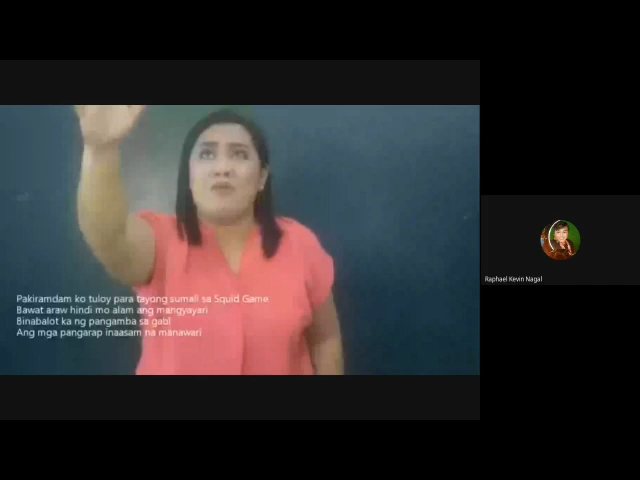 Pakiramdam ko tuloy para tayong sumali sa Squid Game
Bawat araw hindi mo alam ang mangyayari
Binabalot ka ng pangamba sa gabi
Ang mga pangarap inaasam na manawari
Raphael Kevin Nagal